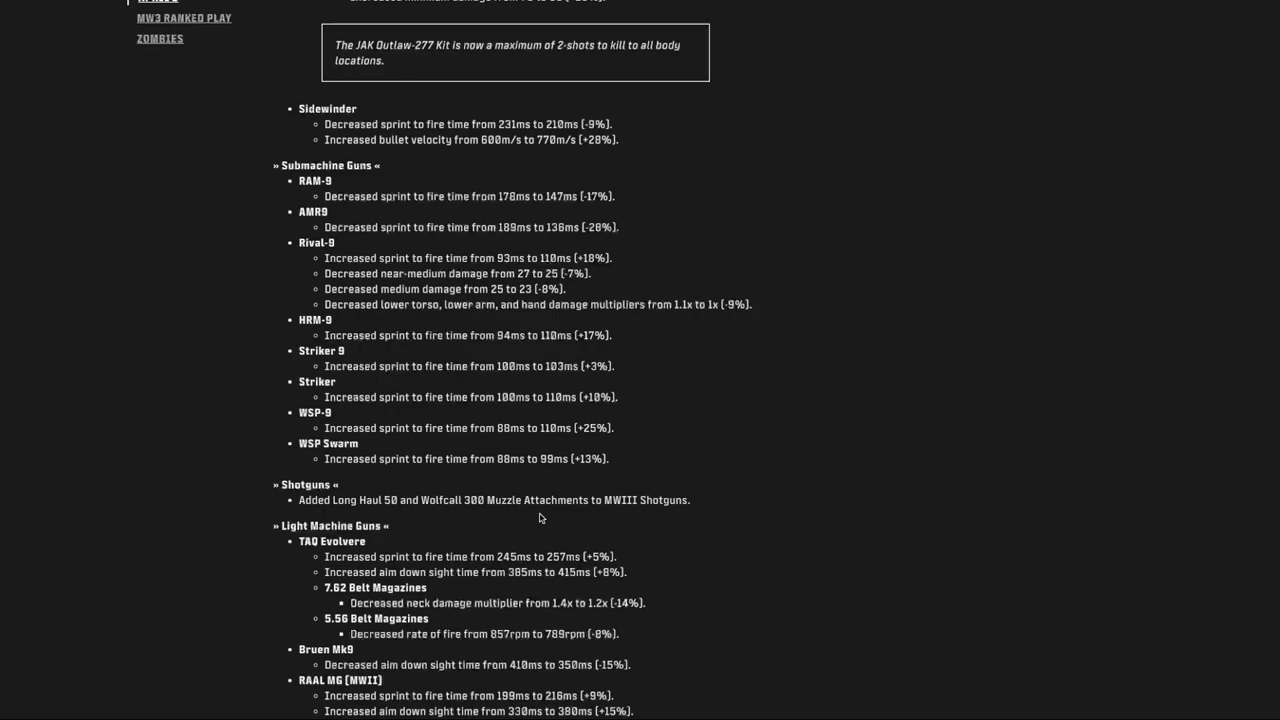 MW3 RANKED PLAY
ZOMBIES
The JAK Outlaw-277 Kit is now a maximum of 2-shots to kill to all body
locations.
• Sidewinder
◦ Decreased sprint to fire time from 231ms to 210ms (-9%).
◦ Increased bullet velocity from 600m/s to 770m/s (+28%).
» Submachine Guns «
• RAM-9
◦ Decreased sprint to fire time from 178ms to 147ms (-17%).
• AMR9
◦ Decreased sprint to fire time from 189ms to 136ms (-28%).
• Rival-9
◦ Increased sprint to fire time from 93ms to 110ms (+18%).
◦ Decreased near-medium damage from 27 to 25 (-7%).
◦ Decreased medium damage from 25 to 23 (-8%).
◦ Decreased lower torso, lower arm, and hand damage multipliers from 1.1x to 1x (-9%).
• HRM-9
◦ Increased sprint to fire time from 94ms to 110ms (+17%).
• Striker 9
◦ Increased sprint to fire time from 100ms to 103ms (+3%).
• Striker
◦ Increased sprint to fire time from 100ms to 110ms (+10%).
• WSP-9
◦ Increased sprint to fire time from 88ms to 110ms (+25%).
• WSP Swarm
◦ Increased sprint to fire time from 88ms to 99ms (+13%).
» Shotguns «
• Added Long Haul 50 and Wolfcall 300 Muzzle Attachments to MWIII Shotguns.
» Light Machine Guns «
• TAQ Evolvere
◦ Increased sprint to fire time from 245ms to 257ms (+5%).
◦ Increased aim down sight time from 385ms to 415ms (+8%).
◦ 7.62 Belt Magazines
▪ Decreased neck damage multiplier from 1.4x to 1.2x (-14%).
◦ 5.56 Belt Magazines
▪ Decreased rate of fire from 857rpm to 789rpm (-8%).
• Bruen Mk9
◦ Decreased aim down sight time from 410ms to 350ms (-15%).
• RAAL MG (MWII)
◦ Increased sprint to fire time from 199ms to 216ms (+9%).
◦ Increased aim down sight time from 330ms to 380ms (+15%).